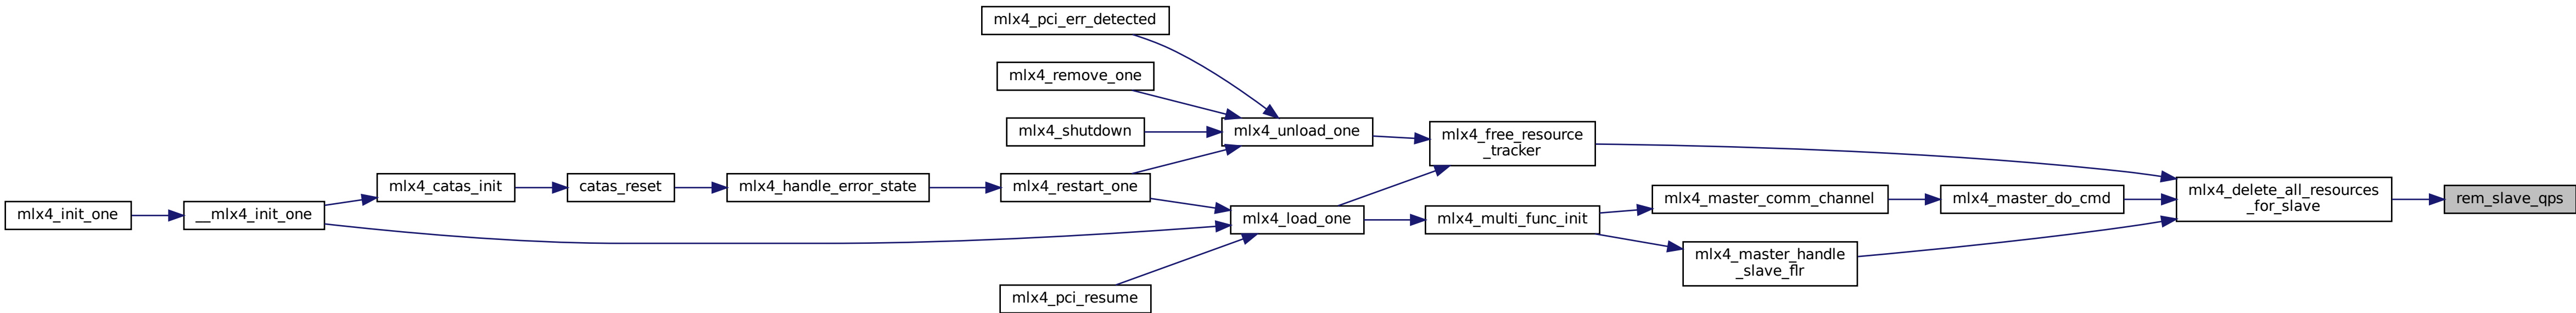 mlx4_pci_err_detected
mlx4_remove_one
mlx4_shutdown
mlx4_unload_one
mlx4_free_resource
_tracker
mlx4_init_one
__mlx4_init_one
mlx4_catas_init
catas_reset
mlx4_handle_error_state
mlx4_restart_one
mlx4_load_one
mlx4_multi_func_init
mlx4_master_comm_channel
mlx4_master_do_cmd
mlx4_delete_all_resources
_for_slave
rem_slave_qps
mlx4_master_handle
_slave_flr
mlx4_pci_resume